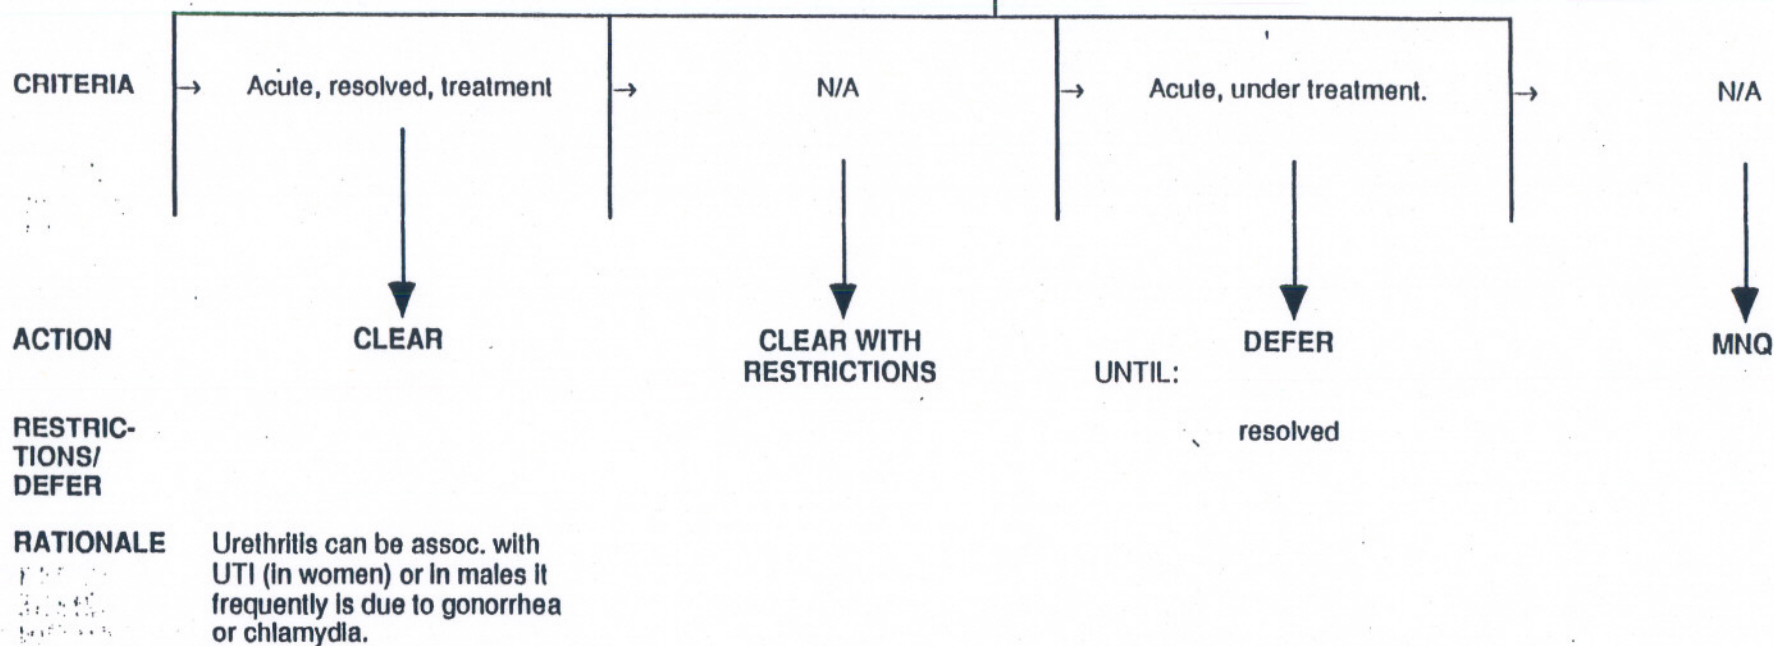 CRITERIA → Acute, resolved, treatment → N/A → Acute, under treatment. → N/A
ACTION CLEAR CLEAR WITH RESTRICTIONS DEFER MNQ
UNTIL:
RESTRIC-
TIONS/
DEFER
resolved
RATIONALE Urethritis can be assoc. with
UTI (in women) or in males it
frequently is due to gonorrhea
or chlamydia.